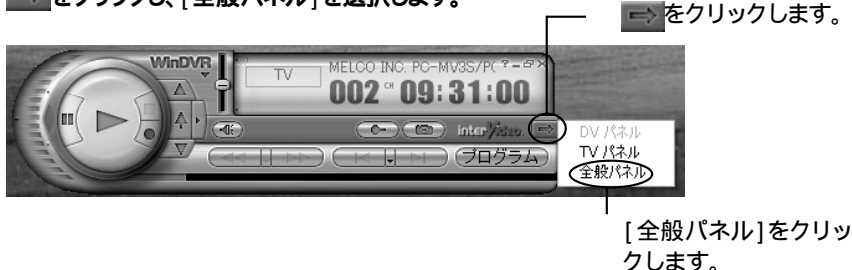 をクリックし、[全般パネル]を選択します。
をクリックします。
WinDVR
TV
MELCO INC. PC-MV3S/P(
002 CH 09:31:00
InterVideo
プログラム
DV パネル
TV パネル
全般パネル
[全般パネル]をクリッ
クします。